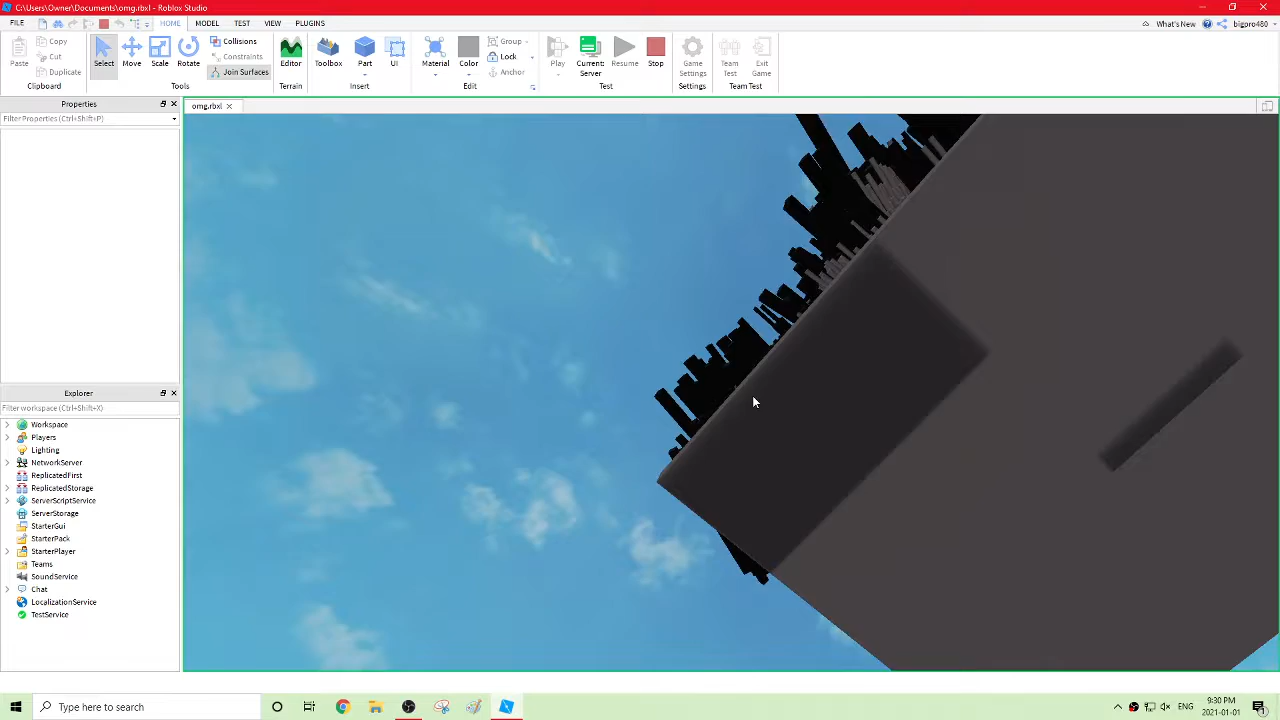 C:\Users\Owner\Documents\omg.rbxl - Roblox Studio
FILE HOME MODEL TEST VIEW PLUGINS What's New bigpro480
Paste Copy Cut Duplicate Clipboard
Select Move Scale Rotate Collisions Constraints Join Surfaces Tools
Editor Terrain
Toolbox Part UI Insert
Material Color Group Lock Anchor Edit
Play Current: Server Resume Stop Test
Game Settings Settings
Team Test Exit Game Team Test
Properties
Filter Properties (Ctrl+Shift+P)
omg.rbxl
Explorer
Filter workspace (Ctrl+Shift+X)
Workspace
Players
Lighting
NetworkServer
ReplicatedFirst
ReplicatedStorage
ServerScriptService
ServerStorage
StarterGui
StarterPack
StarterPlayer
Teams
SoundService
Chat
LocalizationService
TestService
Type here to search
ENG
9:30 PM
2021-01-01
1